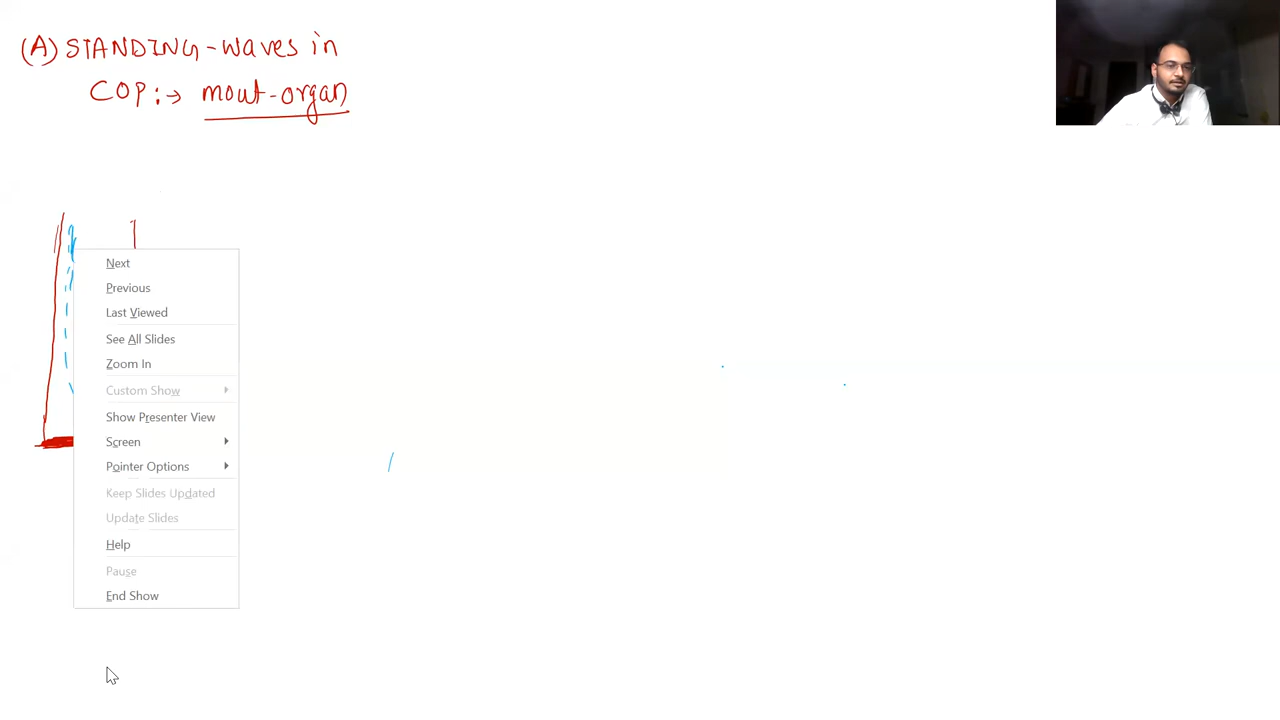 (A) STANDING-waves in
COP:→ mout-organ
Next
Previous
Last Viewed
See All Slides
Zoom In
Custom Show
Show Presenter View
Screen
Pointer Options
Keep Slides Updated
Update Slides
Help
Pause
End Show